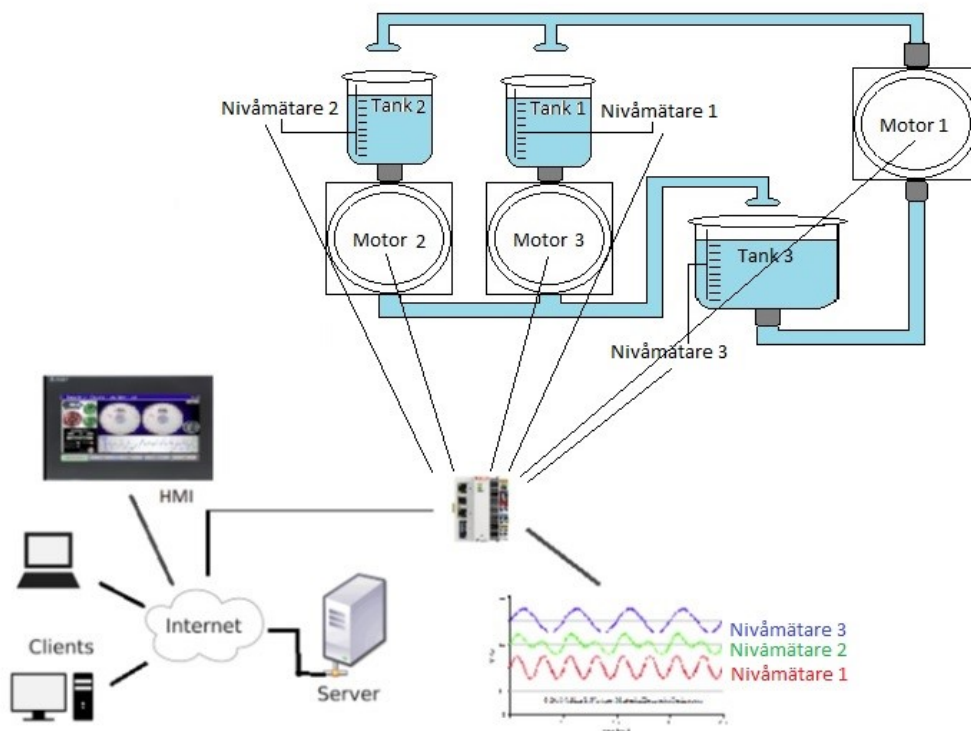 Nivåmätare 2
Tank 2
Tank 1
Nivåmätare 1
Motor 1
Motor 2
Motor 3
Tank 3
Nivåmätare 3
HMI
Internet
Clients
Server
Nivåmätare 3
Nivåmätare 2
Nivåmätare 1